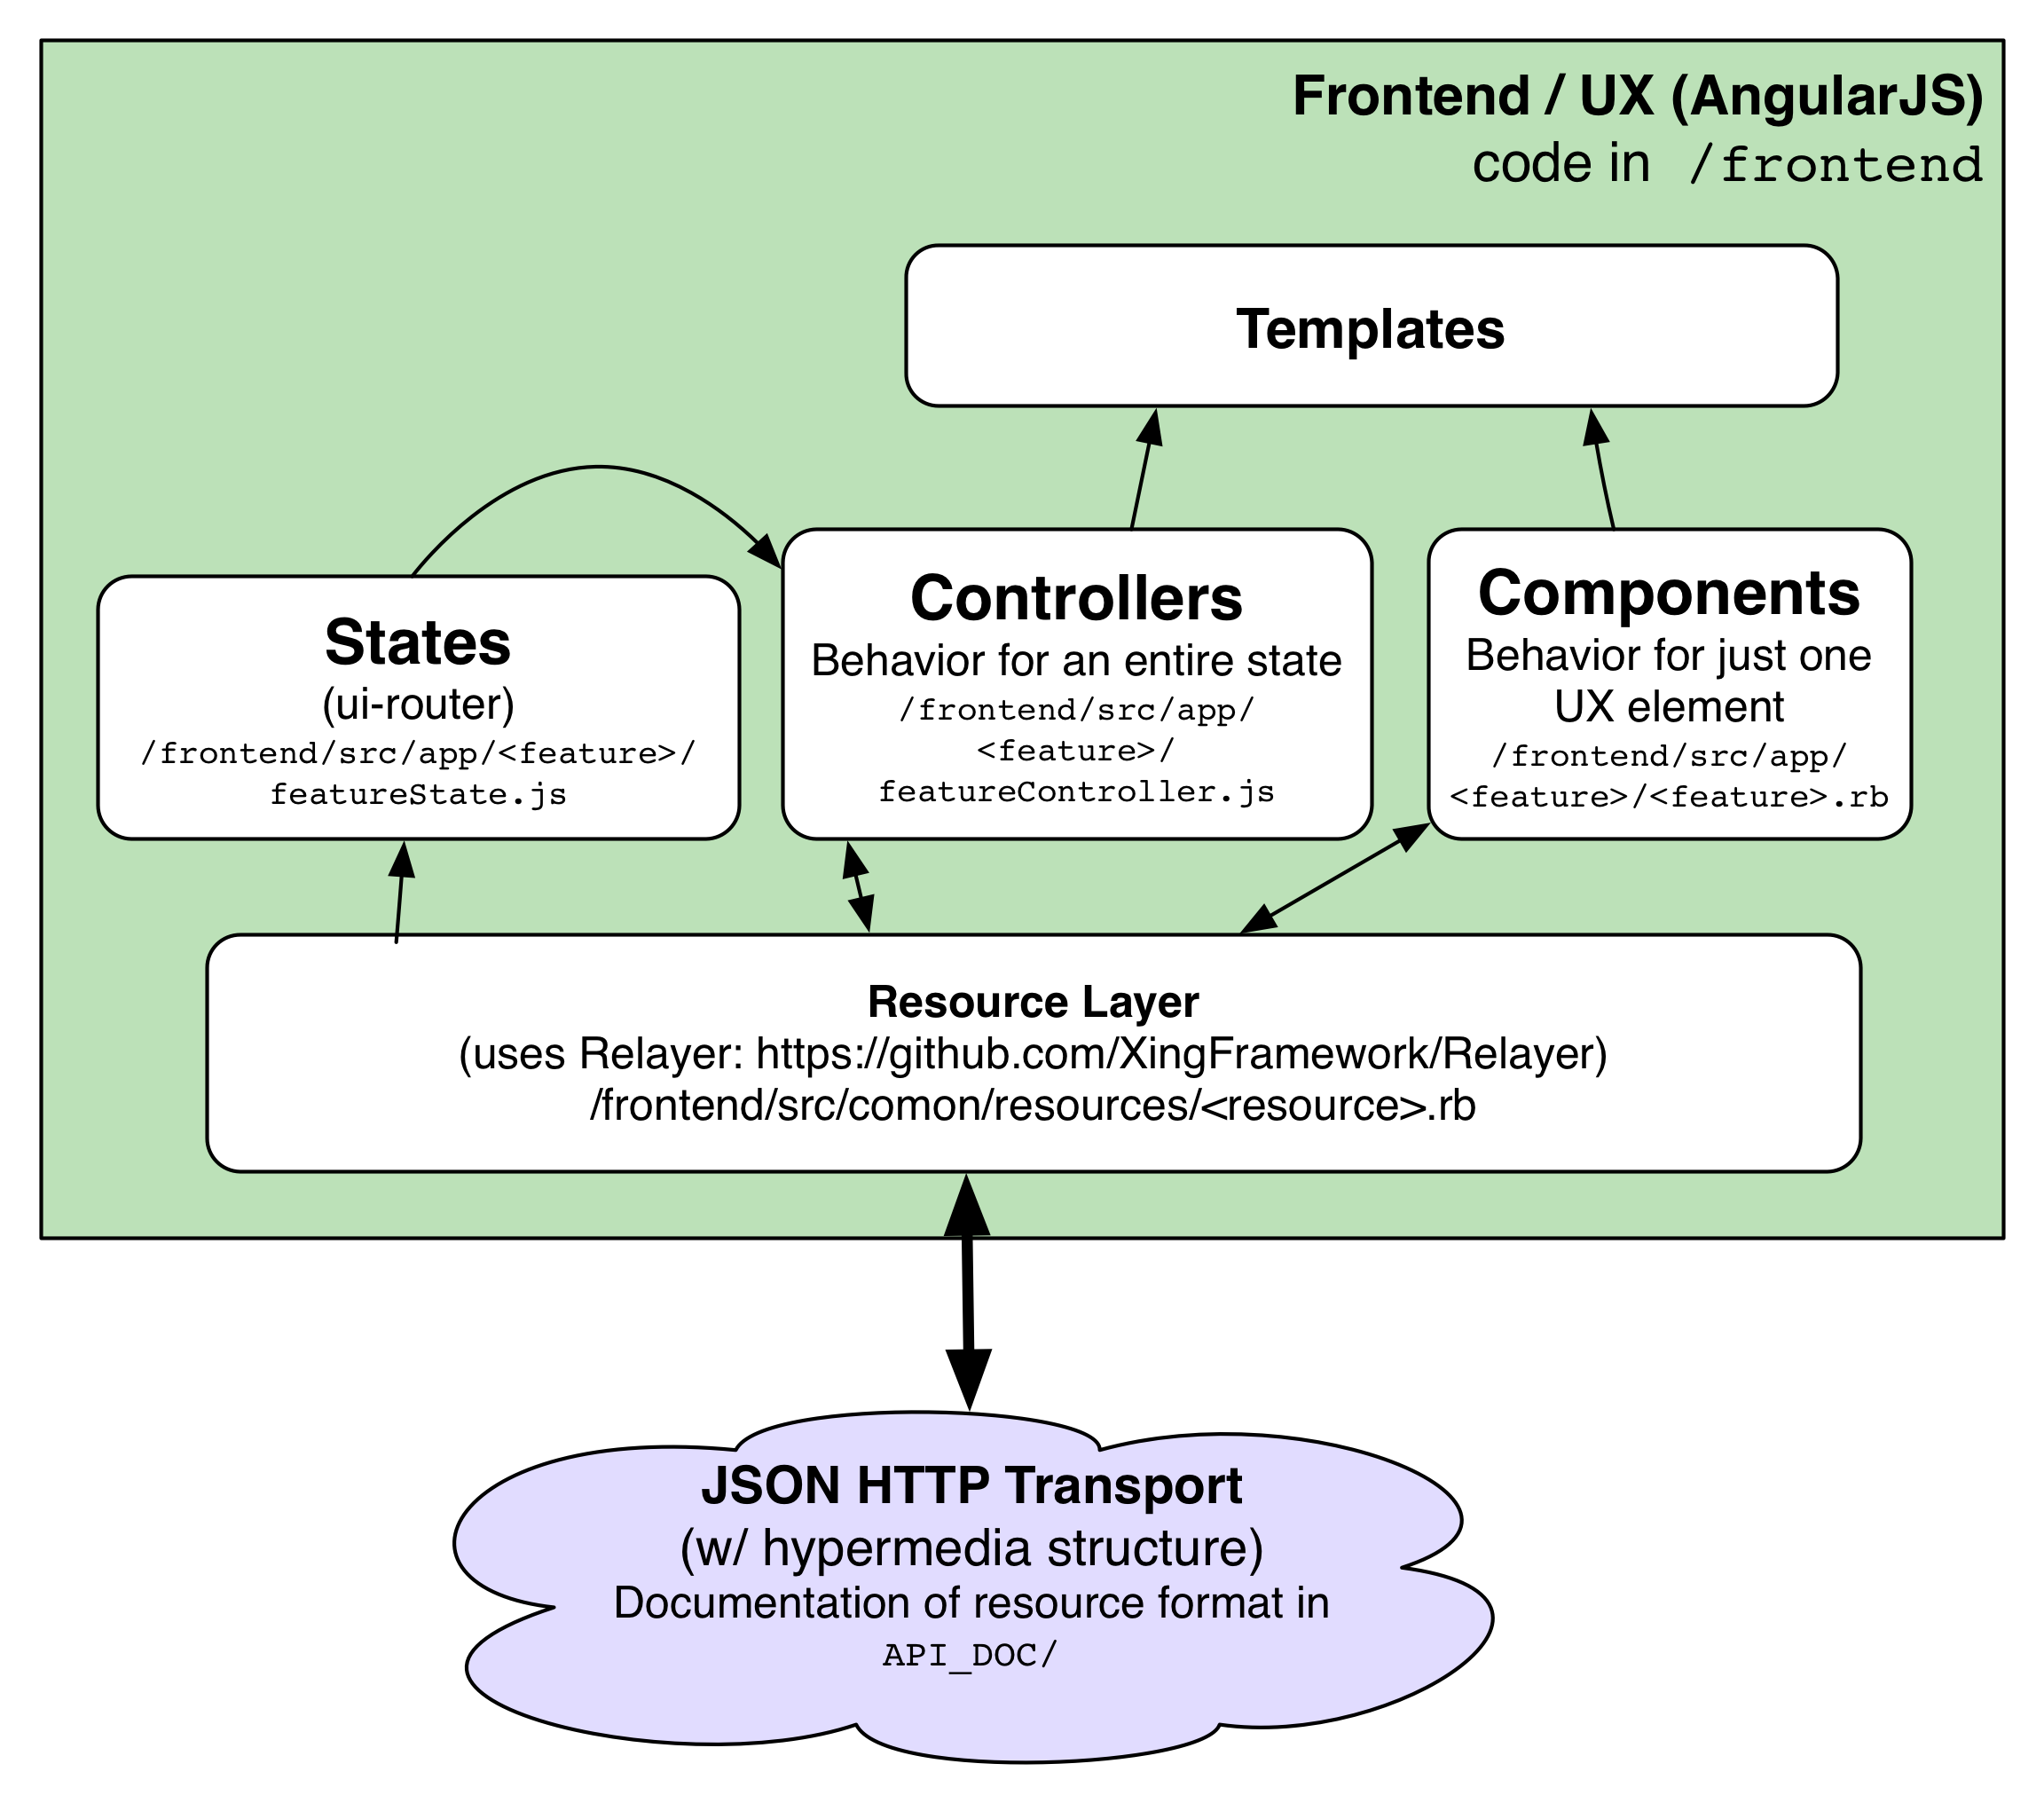 Frontend / UX (AngularJS)
code in /frontend
Templates
States
(ui-router)
/frontend/src/app/<feature>/
featureState.js
Controllers
Behavior for an entire state
/frontend/src/app/
<feature>/
featureController.js
Components
Behavior for just one
UX element
/frontend/src/app/
<feature>/<feature>.rb
Resource Layer
(uses Relayer: https://github.com/XingFramework/Relayer)
/frontend/src/comon/resources/<resource>.rb
JSON HTTP Transport
(w/ hypermedia structure)
Documentation of resource format in
API_DOC/